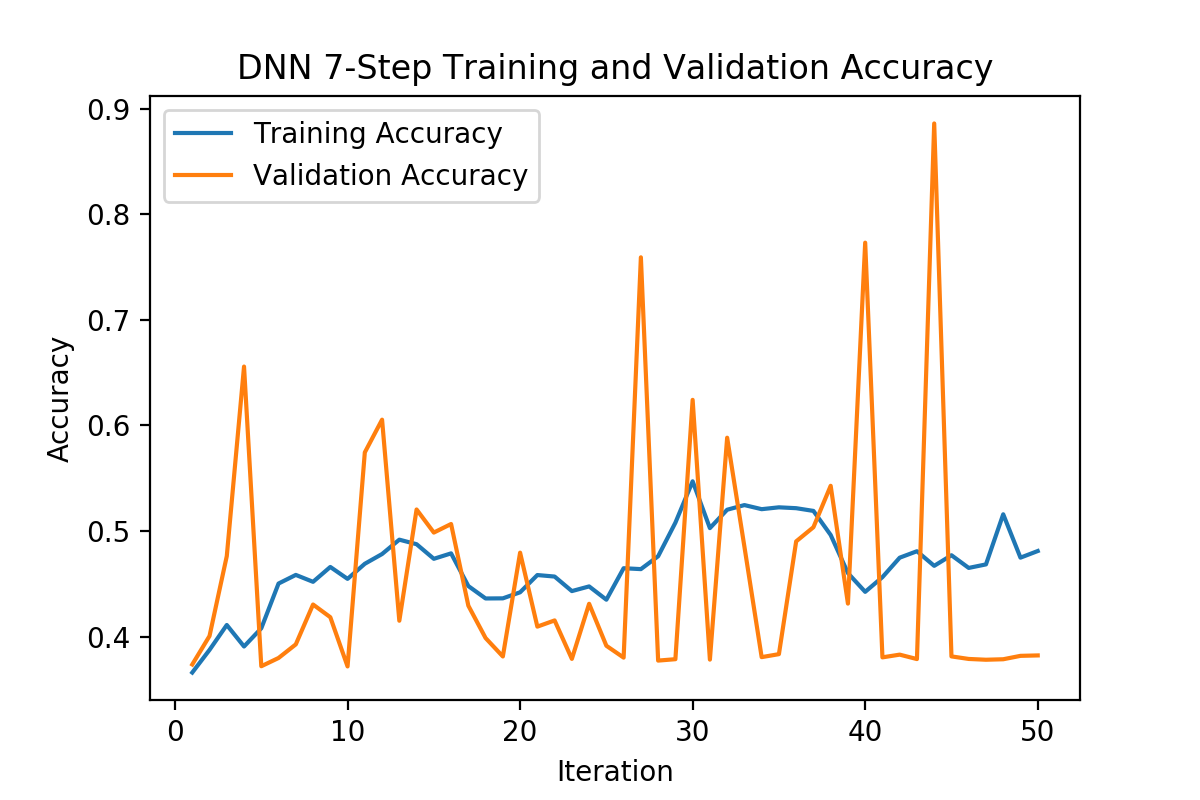 DNN 7-Step Training and Validation Accuracy
Training Accuracy
Validation Accuracy
0.9
0.8
0.7
0.6
0.5
0.4
Accuracy
0 10 20 30 40 50
Iteration